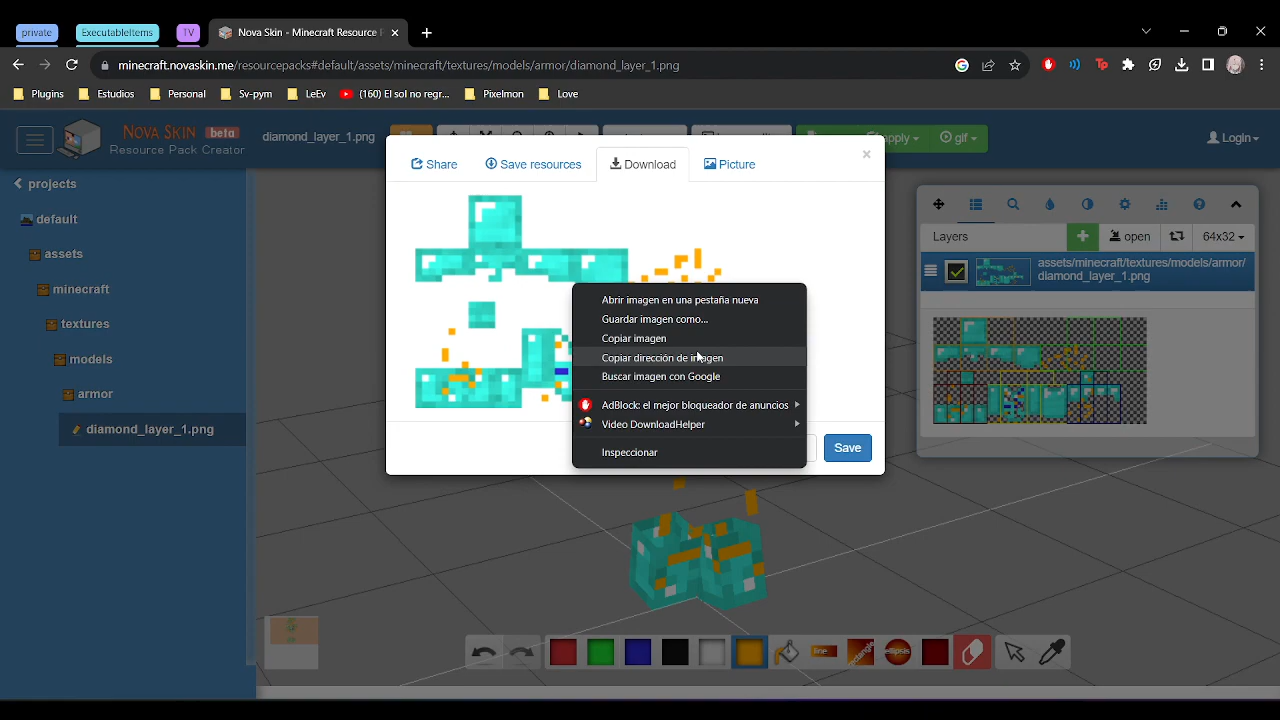 private
ExecutableItems
TV
Nova Skin - Minecraft Resource P
minecraft.novaskin.me/resourcepacks#default/assets/minecraft/textures/models/armor/diamond_layer_1.png
Plugins
Estudios
Personal
Sv-pym
LeEv
(160) El sol no regr...
Pixelmon
Love
NOVA SKIN beta
Resource Pack Creator
diamond_layer_1.png
apply
gif
Login
projects
default
assets
minecraft
textures
models
armor
diamond_layer_1.png
Share
Save resources
Download
Picture
×
Abrir imagen en una pestaña nueva
Guardar imagen como...
Copiar imagen
Copiar dirección de imagen
Buscar imagen con Google
AdBlock: el mejor bloqueador de anuncios
Video DownloadHelper
Inspeccionar
Save
Layers
open
64x32
assets/minecraft/textures/models/armor/
diamond_layer_1.png
line
rectangle
ellipsis